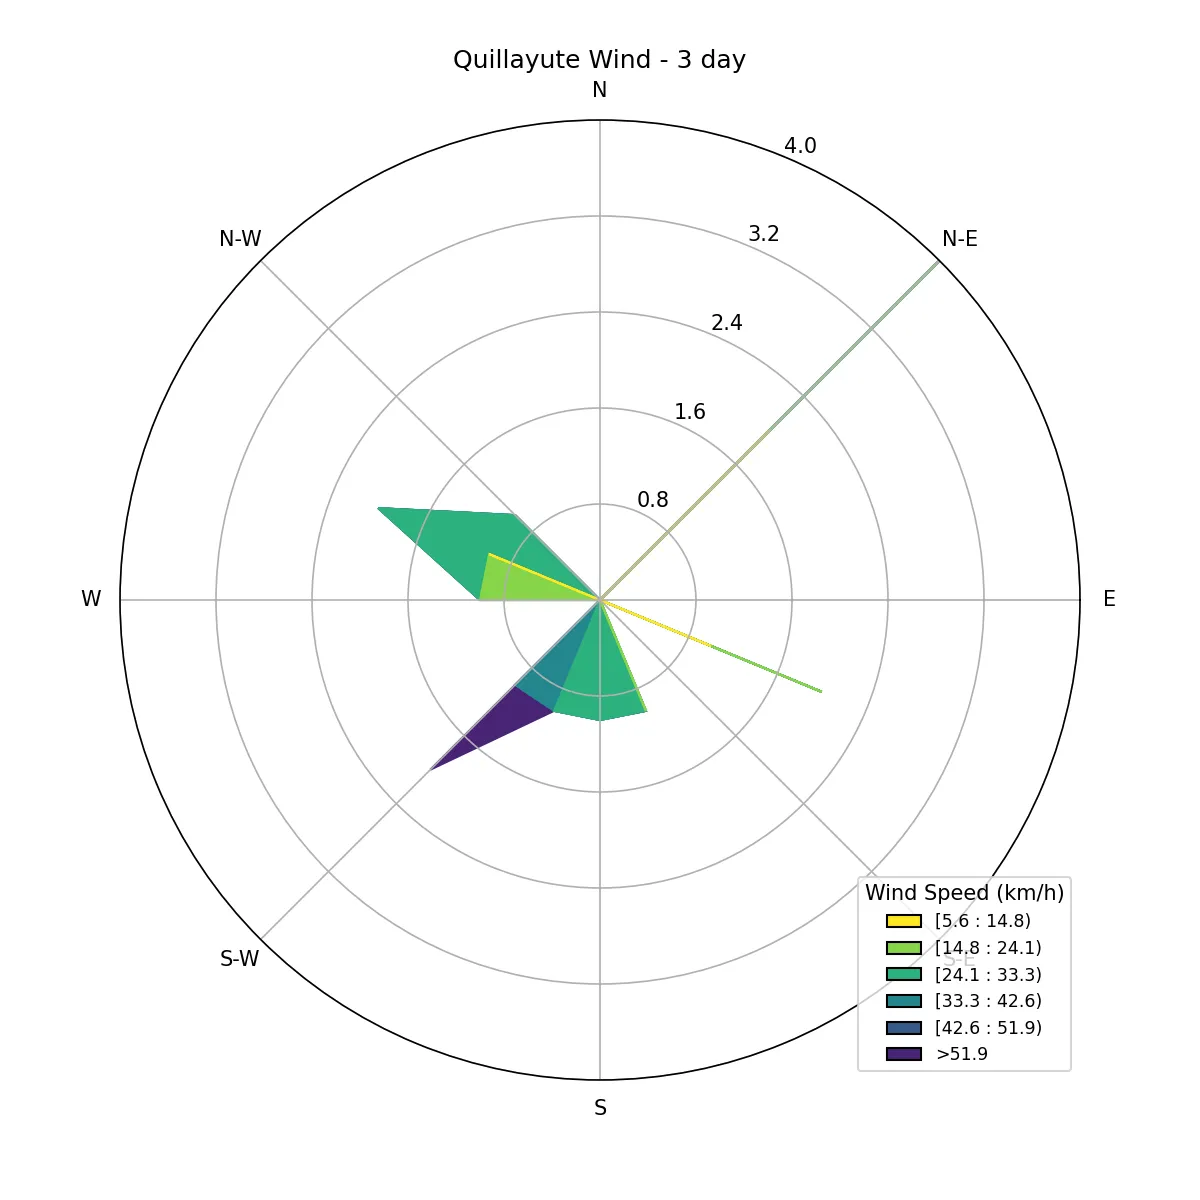 Quillayute Wind - 3 day
N
4.0
N-W
3.2
N-E
2.4
1.6
0.8
W
E
Wind Speed (km/h)
[5.6 : 14.8)
[14.8 : 24.1)
S-W
S-E
[24.1 : 33.3)
[33.3 : 42.6)
[42.6 : 51.9)
>51.9
S